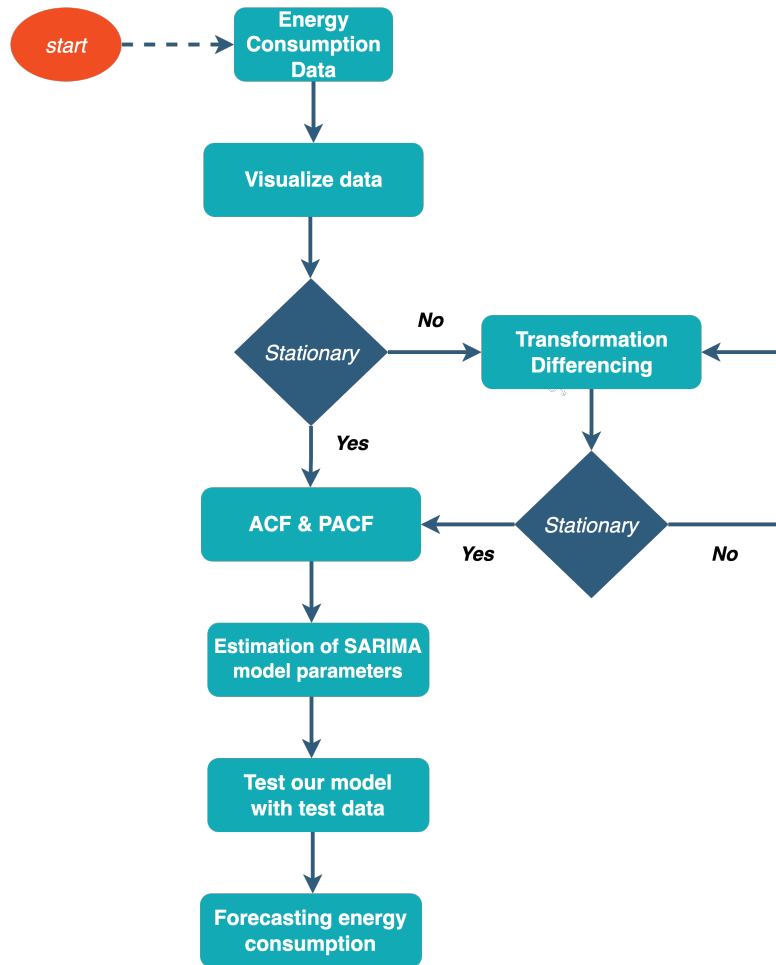 start
Energy
Consumption
Data
Visualize data
Stationary
No
Transformation
Differencing
Yes
ACF & PACF
Yes
Stationary
No
Estimation of SARIMA
model parameters
Test our model
with test data
Forecasting energy
consumption